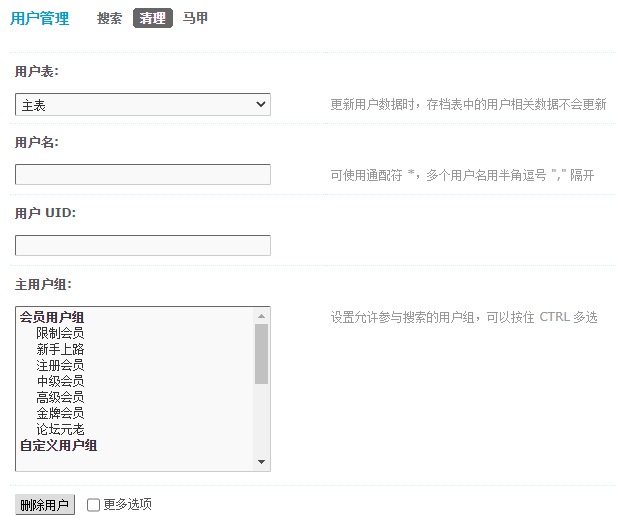 用户管理 搜索 清理 马甲
用户表:
主表 更新用户数据时，存档表中的用户相关数据不会更新
用户名:
可使用通配符 *，多个用户名用半角逗号 "," 隔开
用户 UID:
主用户组:
会员用户组 设置允许参与搜索的用户组，可以按住 CTRL 多选
限制会员
新手上路
注册会员
中级会员
高级会员
金牌会员
论坛元老
自定义用户组
删除用户 更多选项